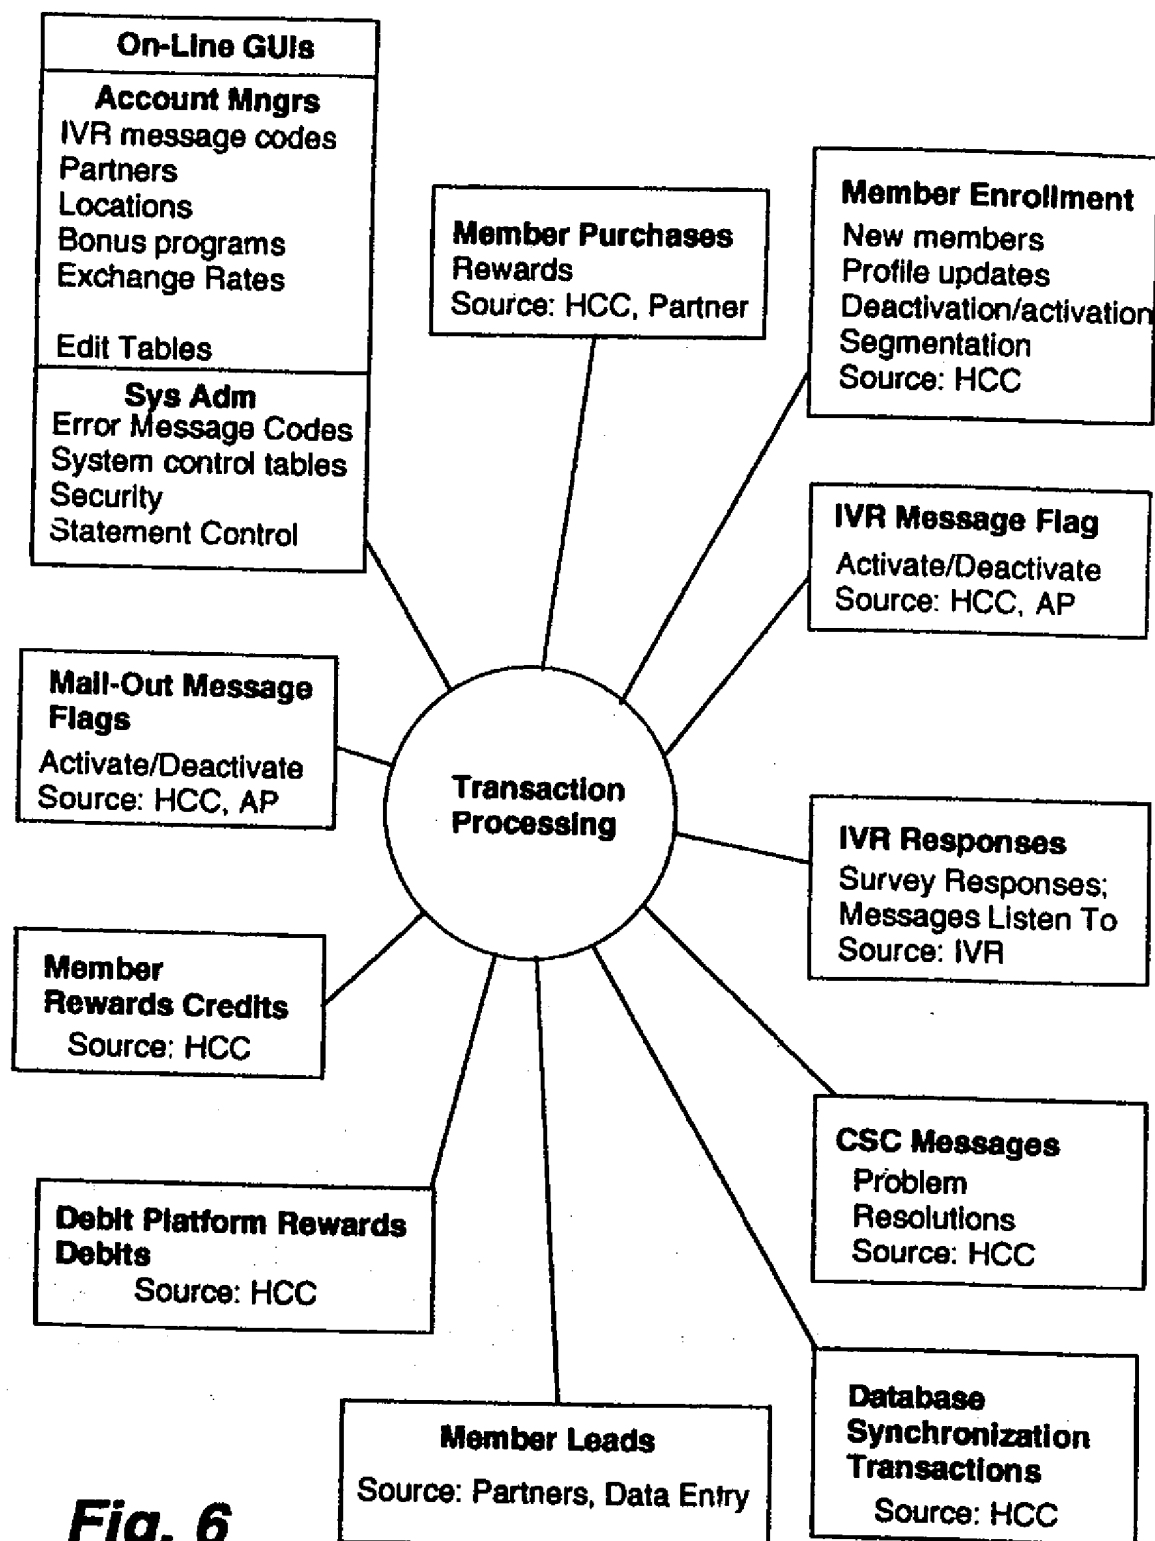 On-Line GUIs
Account Mngrs
IVR message codes
Partners
Locations
Bonus programs
Exchange Rates
Edit Tables
Sys Adm
Error Message Codes
System control tables
Security
Statement Control
Member Purchases
Rewards
Source: HCC, Partner
Member Enrollment
New members
Profile updates
Deactivation/activation
Segmentation
Source: HCC
IVR Message Flag
Activate/Deactivate
Source: HCC, AP
Mail-Out Message
Flags
Activate/Deactivate
Source: HCC, AP
Transaction
Processing
IVR Responses
Survey Responses;
Messages Listen To
Source: IVR
Member
Rewards Credits
Source: HCC
CSC Messages
Problem
Resolutions
Source: HCC
Debit Platform Rewards
Debits
Source: HCC
Database
Synchronization
Transactions
Source: HCC
Member Leads
Source: Partners, Data Entry
Fig. 6